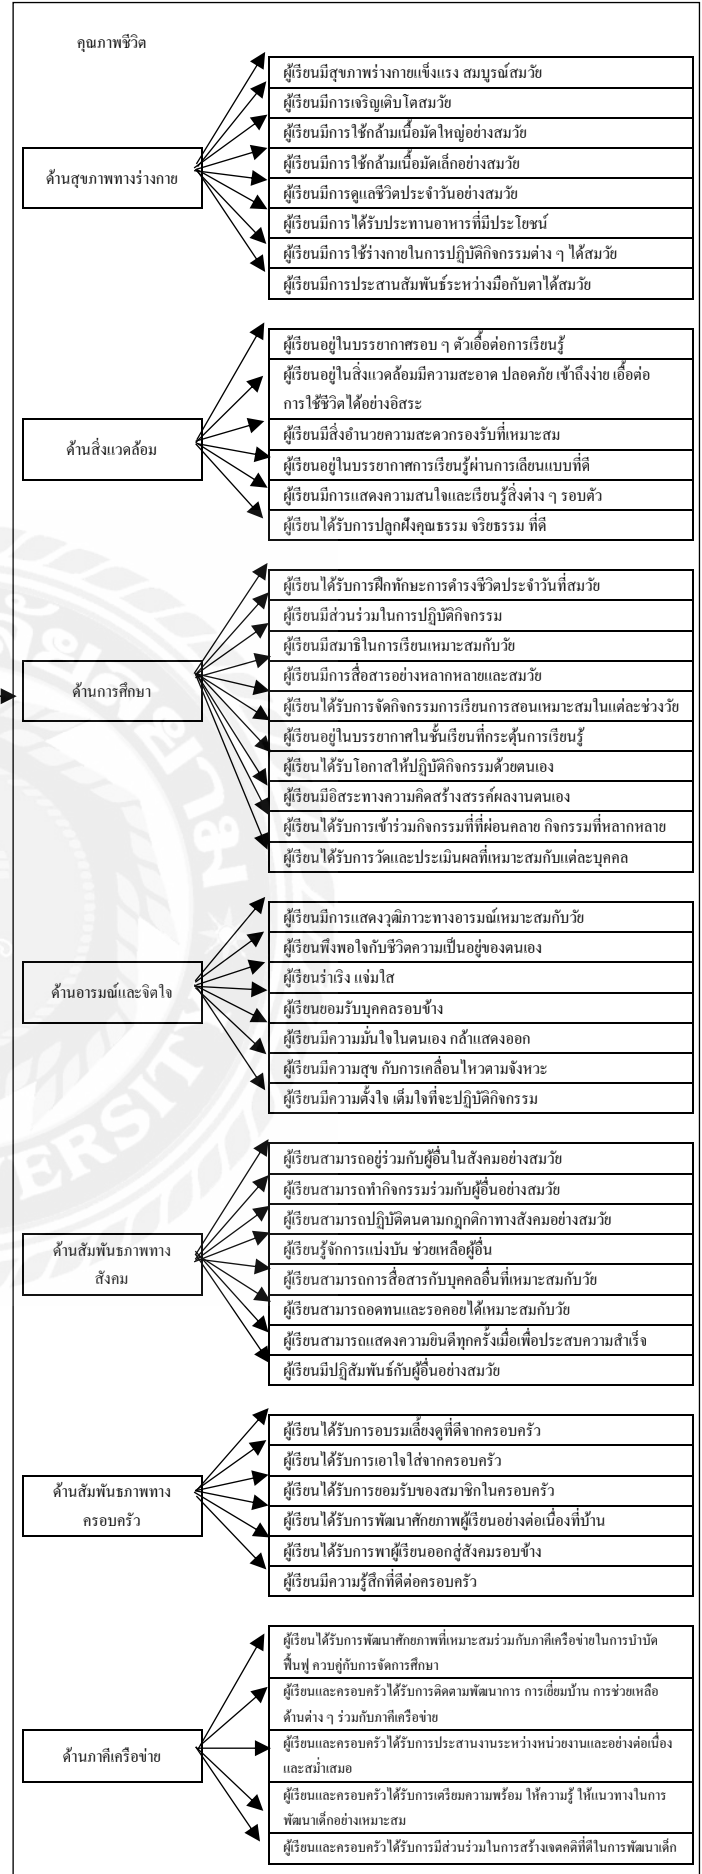 คุณภาพชีวิต
ด้านสุขภาพทางร่างกาย
ผู้เรียนมีสุขภาพร่างกายแข็งแรง สมบูรณ์สมวัย
ผู้เรียนมีการเจริญเติบโตสมวัย
ผู้เรียนมีการใช้กล้ามเนื้อมัดใหญ่อย่างสมวัย
ผู้เรียนมีการใช้กล้ามเนื้อมัดเล็กอย่างสมวัย
ผู้เรียนมีการดูแลชีวิตประจำวันอย่างสมวัย
ผู้เรียนมีการได้รับประทานอาหารที่มีประโยชน์
ผู้เรียนมีการใช้ร่างกายในการปฏิบัติกิจกรรมต่าง ๆ ได้สมวัย
ผู้เรียนมีการประสานสัมพันธ์ระหว่างมือกับตาได้สมวัย
ด้านสิ่งแวดล้อม
ผู้เรียนอยู่ในบรรยากาศรอบ ๆ ตัวเอื้อต่อการเรียนรู้
ผู้เรียนอยู่ในสิ่งแวดล้อมมีความสะอาด ปลอดภัย เข้าถึงง่าย เอื้อต่อ
การใช้ชีวิตได้อย่างอิสระ
ผู้เรียนมีสิ่งอำนวยความสะดวกรองรับที่เหมาะสม
ผู้เรียนอยู่ในบรรยากาศการเรียนรู้ผ่านการเลียนแบบที่ดี
ผู้เรียนมีการแสดงความสนใจและเรียนรู้สิ่งต่าง ๆ รอบตัว
ผู้เรียนได้รับการปลูกฝังคุณธรรม จริยธรรม ที่ดี
ด้านการศึกษา
ผู้เรียนได้รับการฝึกทักษะการดำรงชีวิตประจำวันที่สมวัย
ผู้เรียนมีส่วนร่วมในการปฏิบัติกิจกรรม
ผู้เรียนมีสมาธิในการเรียนเหมาะสมกับวัย
ผู้เรียนมีการสื่อสารอย่างหลากหลายและสมวัย
ผู้เรียนได้รับการจัดกิจกรรมการเรียนการสอนเหมาะสมในแต่ละช่วงวัย
ผู้เรียนอยู่ในบรรยากาศในชั้นเรียนที่กระตุ้นการเรียนรู้
ผู้เรียนได้รับโอกาสให้ปฏิบัติกิจกรรมด้วยตนเอง
ผู้เรียนมีอิสระทางความคิดสร้างสรรค์ผลงานตนเอง
ผู้เรียนได้รับการเข้าร่วมกิจกรรมที่ที่ผ่อนคลาย กิจกรรมที่หลากหลาย
ผู้เรียนได้รับการวัดและประเมินผลที่เหมาะสมกับแต่ละบุคคล
ด้านอารมณ์และจิตใจ
ผู้เรียนมีการแสดงวุฒิภาวะทางอารมณ์เหมาะสมกับวัย
ผู้เรียนพึงพอใจกับชีวิตความเป็นอยู่ของตนเอง
ผู้เรียนร่าเริง แจ่มใส
ผู้เรียนยอมรับบุคคลรอบข้าง
ผู้เรียนมีความมั่นใจในตนเอง กล้าแสดงออก
ผู้เรียนมีความสุข กับการเคลื่อนไหวตามจังหวะ
ผู้เรียนมีความตั้งใจ เต็มใจที่จะปฏิบัติกิจกรรม
ด้านสัมพันธภาพทาง
สังคม
ผู้เรียนสามารถอยู่ร่วมกับผู้อื่นในสังคมอย่างสมวัย
ผู้เรียนสามารถทำกิจกรรมร่วมกับผู้อื่นอย่างสมวัย
ผู้เรียนสามารถปฏิบัติตนตามกฎกติกาทางสังคมอย่างสมวัย
ผู้เรียนรู้จักการแบ่งบัน ช่วยเหลือผู้อื่น
ผู้เรียนสามารถการสื่อสารกับบุคคลอื่นที่เหมาะสมกับวัย
ผู้เรียนสามารถอดทนและรอคอยได้เหมาะสมกับวัย
ผู้เรียนสามารถแสดงความยินดีทุกครั้งเมื่อเพื่อประสบความสำเร็จ
ผู้เรียนมีปฏิสัมพันธ์กับผู้อื่นอย่างสมวัย
ด้านสัมพันธภาพทาง
ครอบครัว
ผู้เรียนได้รับการอบรมเลี้ยงดูที่ดีจากครอบครัว
ผู้เรียนได้รับการเอาใจใส่จากครอบครัว
ผู้เรียนได้รับการยอมรับของสมาชิกในครอบครัว
ผู้เรียนได้รับการพัฒนาศักยภาพผู้เรียนอย่างต่อเนื่องที่บ้าน
ผู้เรียนได้รับการพาผู้เรียนออกสู่สังคมรอบข้าง
ผู้เรียนมีความรู้สึกที่ดีต่อครอบครัว
ด้านภาคีเครือข่าย
ผู้เรียนได้รับการพัฒนาศักยภาพที่เหมาะสมร่วมกับภาคีเครือข่ายในการบำบัด
ฟื้นฟู ควบคู่กับการจัดการศึกษา
ผู้เรียนและครอบครัวได้รับการติดตามพัฒนาการ การเยี่ยมบ้าน การช่วยเหลือ
ด้านต่าง ๆ ร่วมกับภาคีเครือข่าย
ผู้เรียนและครอบครัวได้รับการประสานงานระหว่างหน่วยงานและอย่างต่อเนื่อง
และสม่ำเสมอ
ผู้เรียนและครอบครัวได้รับการเตรียมความพร้อม ให้ความรู้ ให้แนวทางในการ
พัฒนาเด็กอย่างเหมาะสม
ผู้เรียนและครอบครัวได้รับการมีส่วนร่วมในการสร้างเจตคติที่ดีในการพัฒนาเด็ก